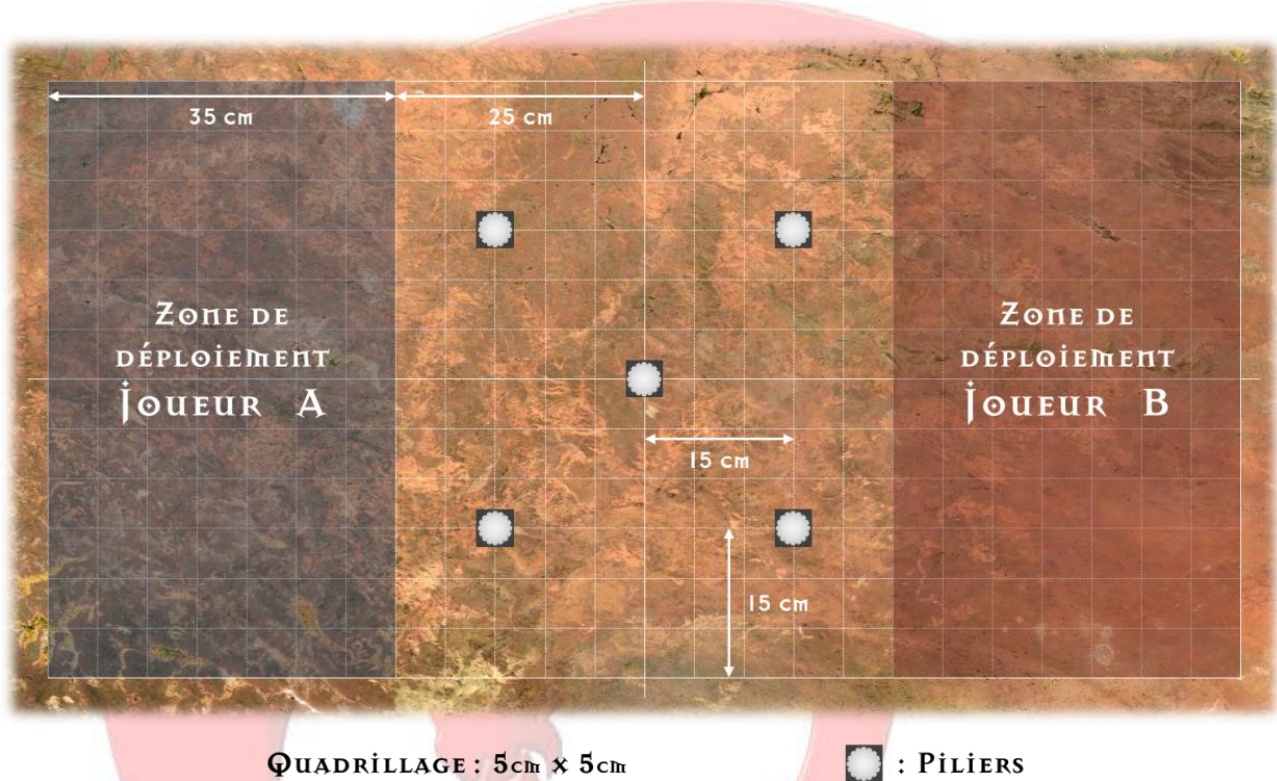 35 cm
25 cm
Zone de
déploiement
Joueur A
Zone de
déploiement
Joueur B
15 cm
15 cm
Quadrillage : 5cm x 5cm
: Piliers